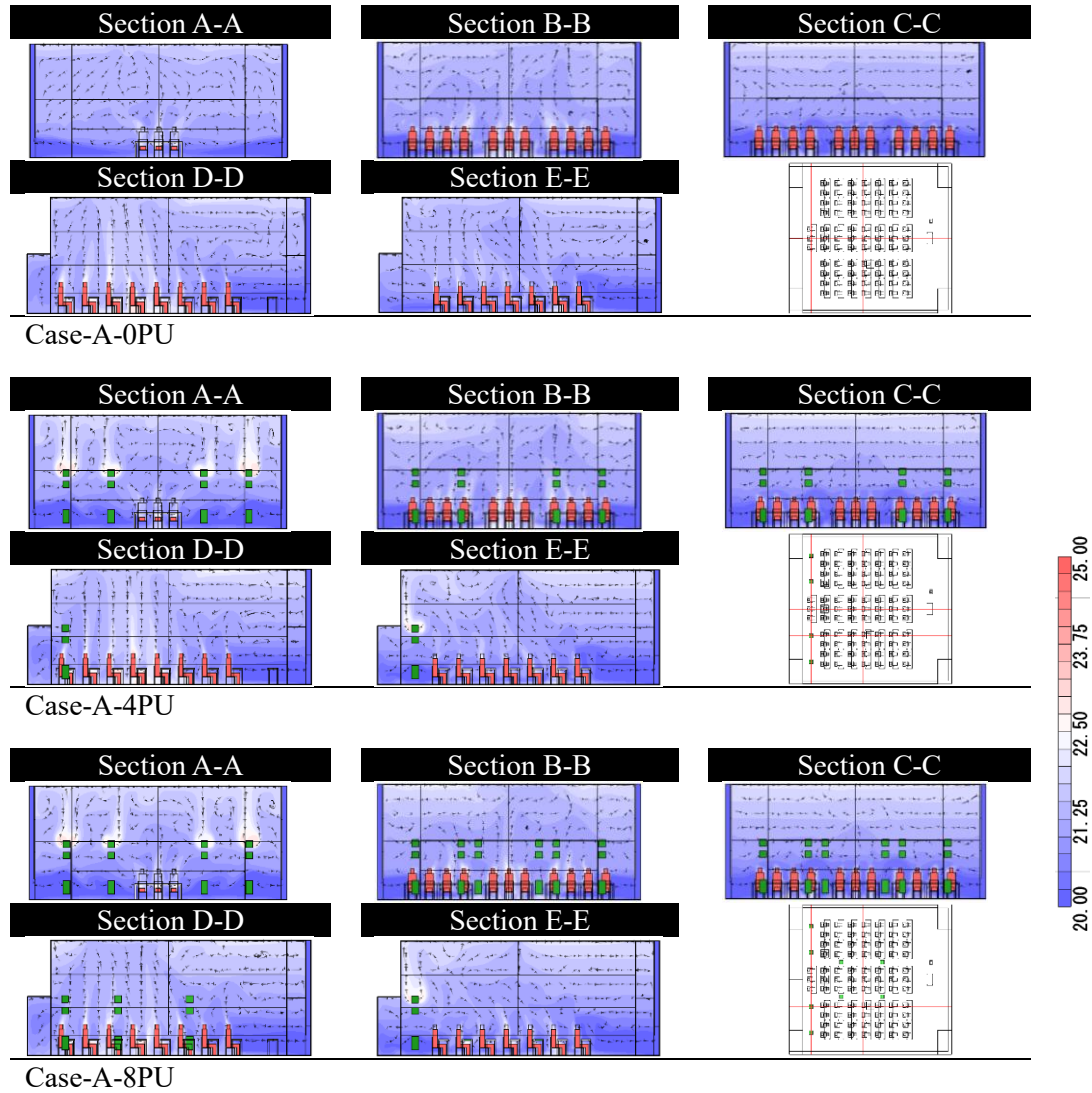 Section A-A
Section B-B
Section C-C
Section D-D
Section E-E
Case-A-0PU
Section A-A
Section B-B
Section C-C
Section D-D
Section E-E
Case-A-4PU
Section A-A
Section B-B
Section C-C
Section D-D
Section E-E
Case-A-8PU
25.00
23.75
22.50
21.25
20.00